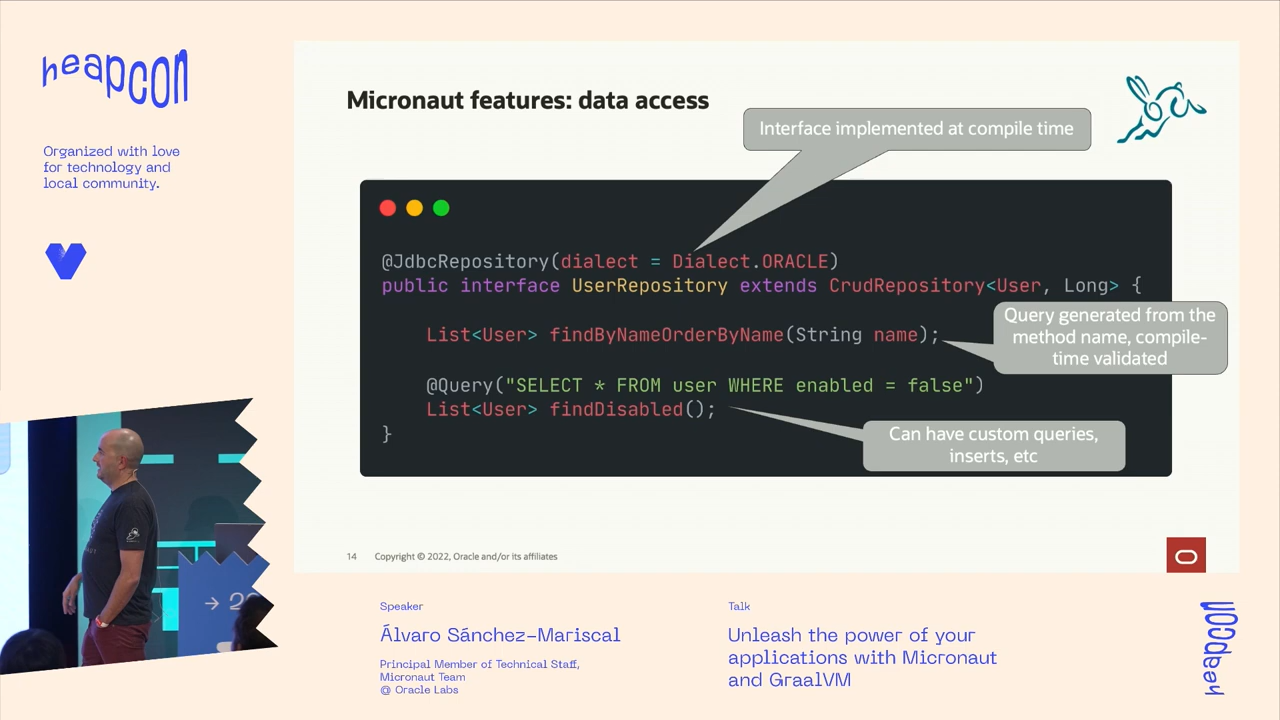 heapcon
Organized with love
for technology and
local community.
Micronaut features: data access
Interface implemented at compile time
@JdbcRepository(dialect = Dialect.ORACLE)
public interface UserRepository extends CrudRepository<User, Long> {
List<User> findByNameOrderByName(String name);
Query generated from the
method name, compile-
time validated
@Query("SELECT * FROM user WHERE enabled = false")
List<User> findDisabled();
Can have custom queries,
inserts, etc
}
14 Copyright © 2022, Oracle and/or its affiliates
Speaker
Álvaro Sánchez-Mariscal
Principal Member of Technical Staff,
Micronaut Team
@ Oracle Labs
Talk
Unleash the power of your
applications with Micronaut
and GraalVM
heapcon